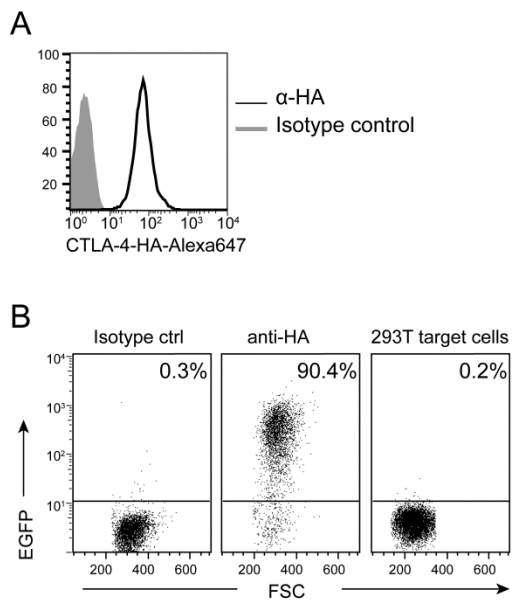 A
100
80
60
40
20
10⁰ 10¹ 10² 10³ 10⁴
CTLA-4-HA-Alexa647
α-HA
Isotype control
B
Isotype ctrl anti-HA 293T target cells
0.3% 90.4% 0.2%
10⁴
10³
10²
10¹
EGFP
200 400 600 200 400 600 200 400 600
FSC